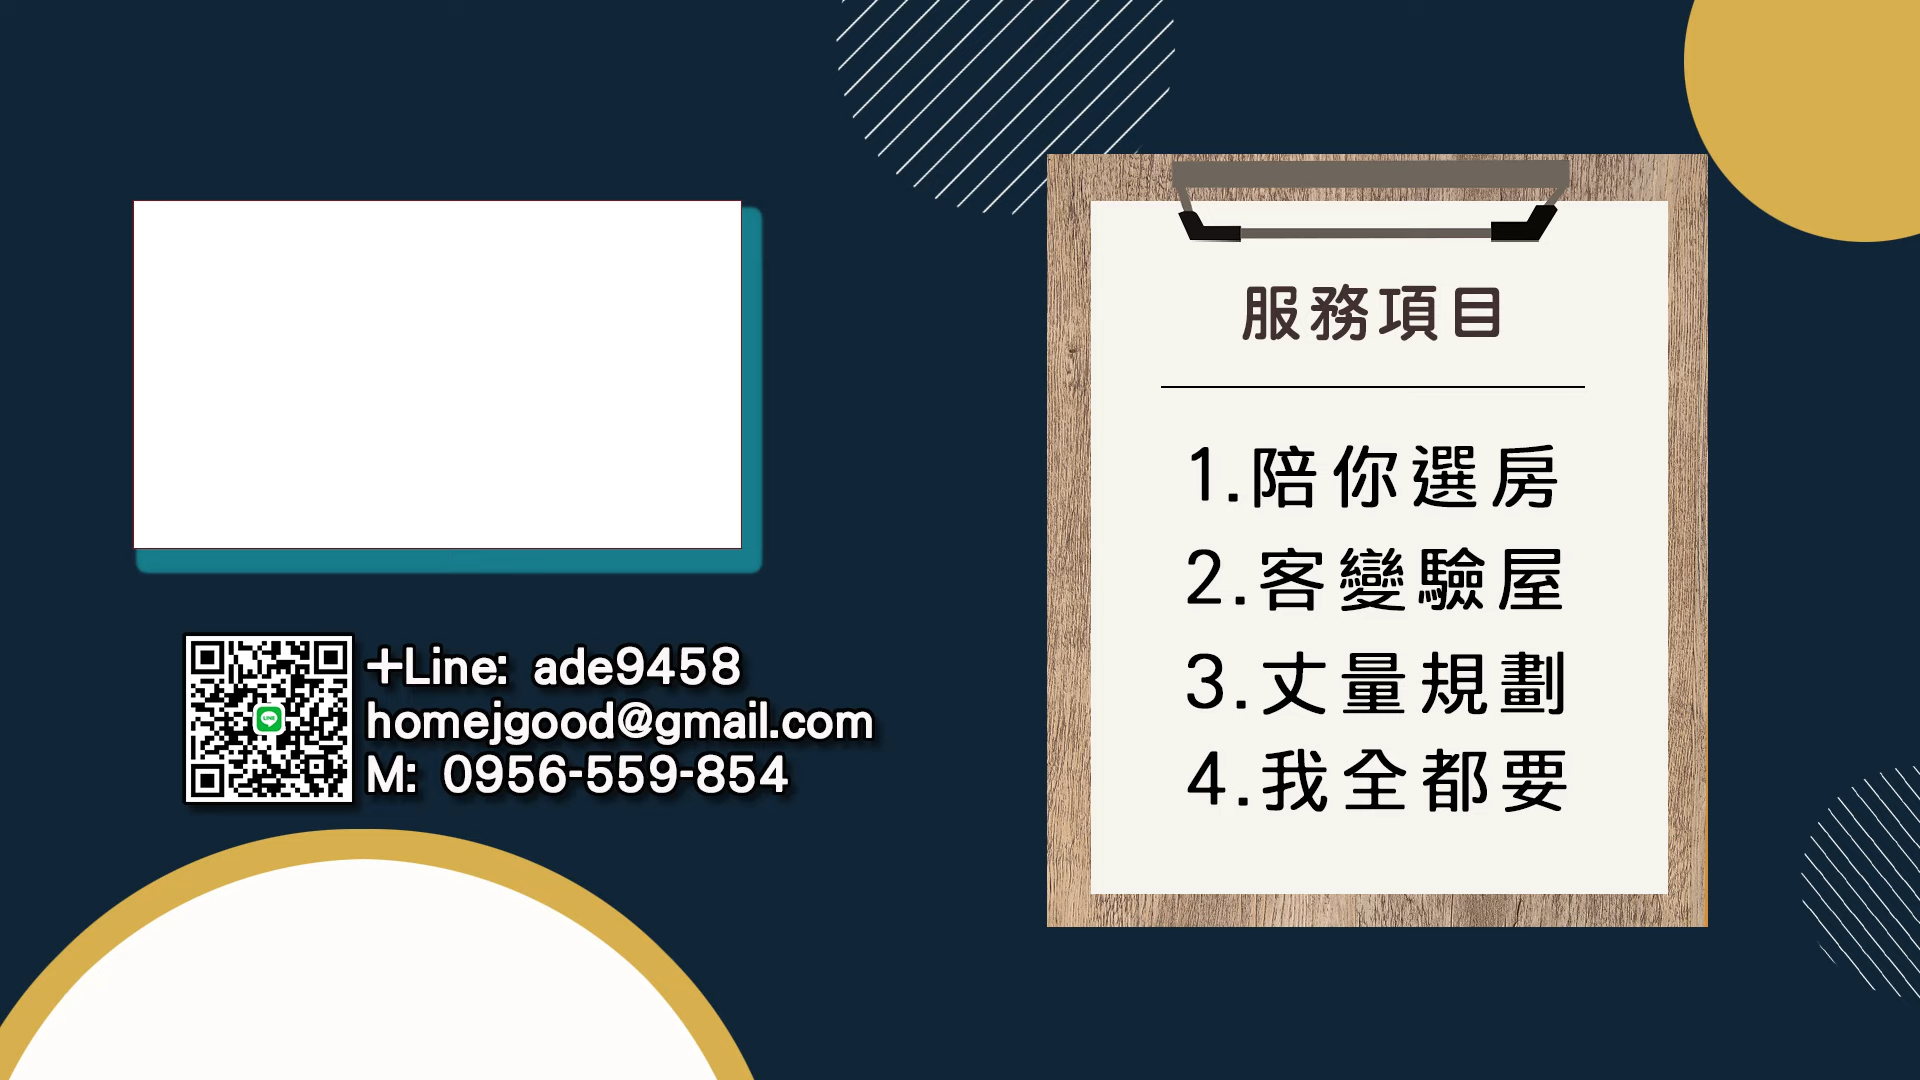 服務項目
1.陪你選房
2.客變驗屋
3.丈量規劃
4.我全都要
+Line: ade9458
homejgood@gmail.com
M: 0956-559-854